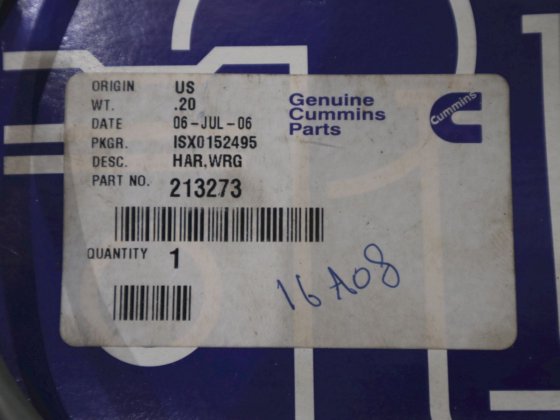 ORIGIN US
WT. .20
DATE 06-JUL-06
PKGR. ISX0152495
DESC. HAR,WRG
PART NO. 213273
QUANTITY 1
Genuine
Cummins
Parts
Cummins
16A08